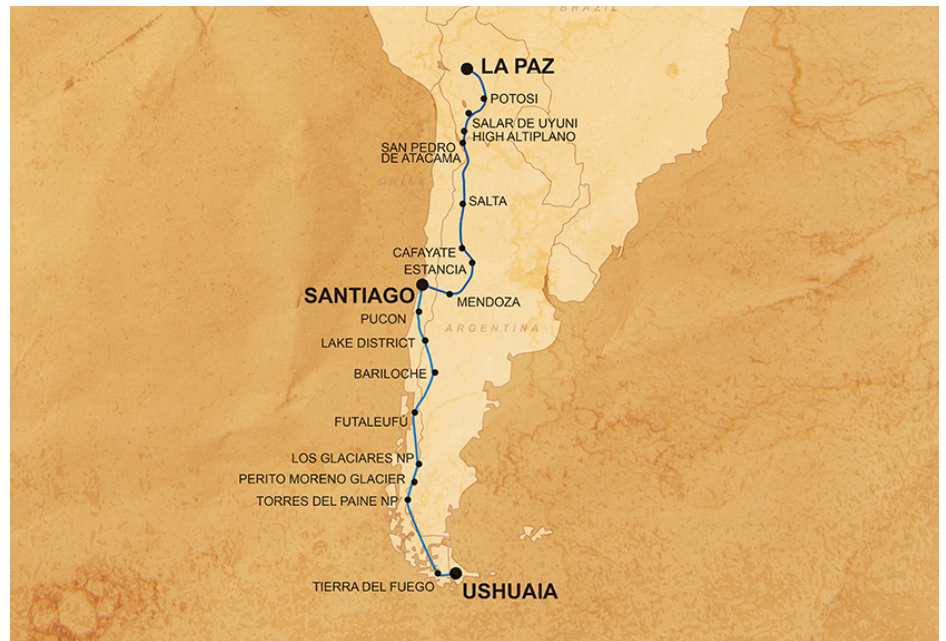 BRAZIL
LA PAZ
POTOSI
SALAR DE UYUNI
HIGH ALTIPLANO
SAN PEDRO
DE ATACAMA
CHILE
SALTA
CAFAYATE
ESTANCIA
SANTIAGO
MENDOZA
PUCON
ARGENTINA
LAKE DISTRICT
BARILOCHE
FUTALEUFÚ
LOS GLACIARES NP
PERITO MORENO GLACIER
TORRES DEL PAINE NP
TIERRA DEL FUEGO
USHUAIA